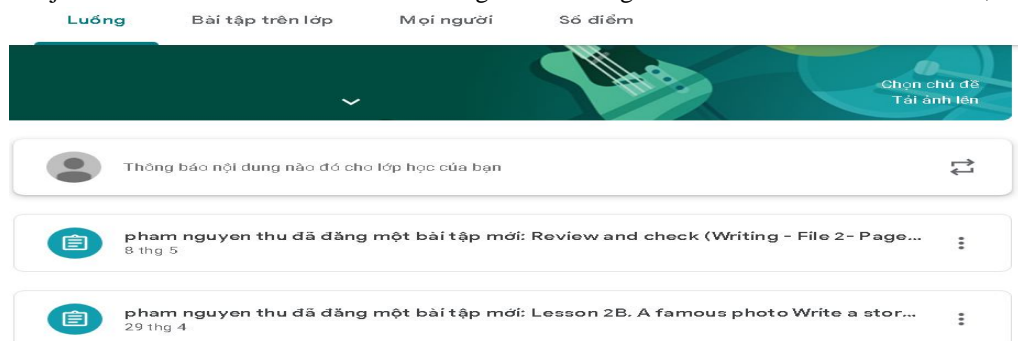 Luồng Bài tập trên lớp Mọi người Số điểm
Chọn chủ đề
Tải ảnh lên
Thông báo nội dung nào đó cho lớp học của bạn
pham nguyen thu đã đăng một bài tập mới: Review and check (Writing - File 2- Page...
8 thg 5
pham nguyen thu đã đăng một bài tập mới: Lesson 2B. A famous photo Write a stor...
29 thg 4